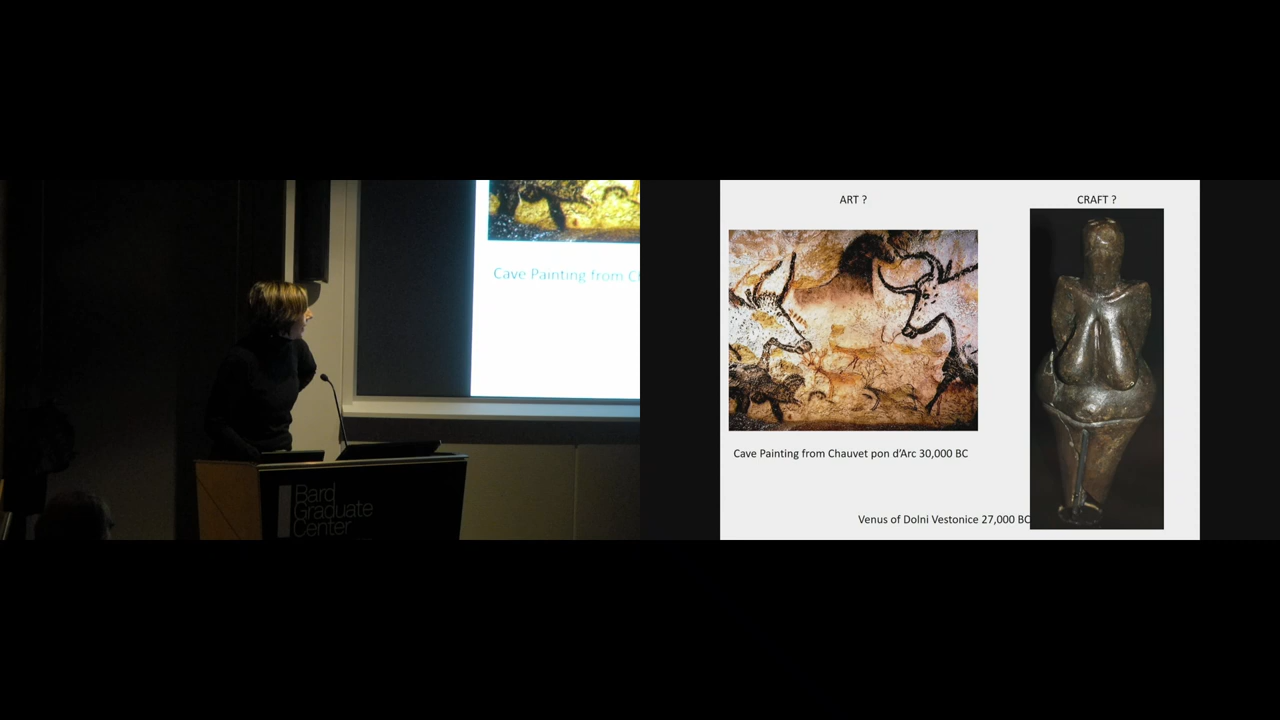 Cave Painting from C
Bard
Graduate
Center
ART ?
CRAFT ?
Cave Painting from Chauvet pon d'Arc 30,000 BC
Venus of Dolni Vestonice 27,000 BC